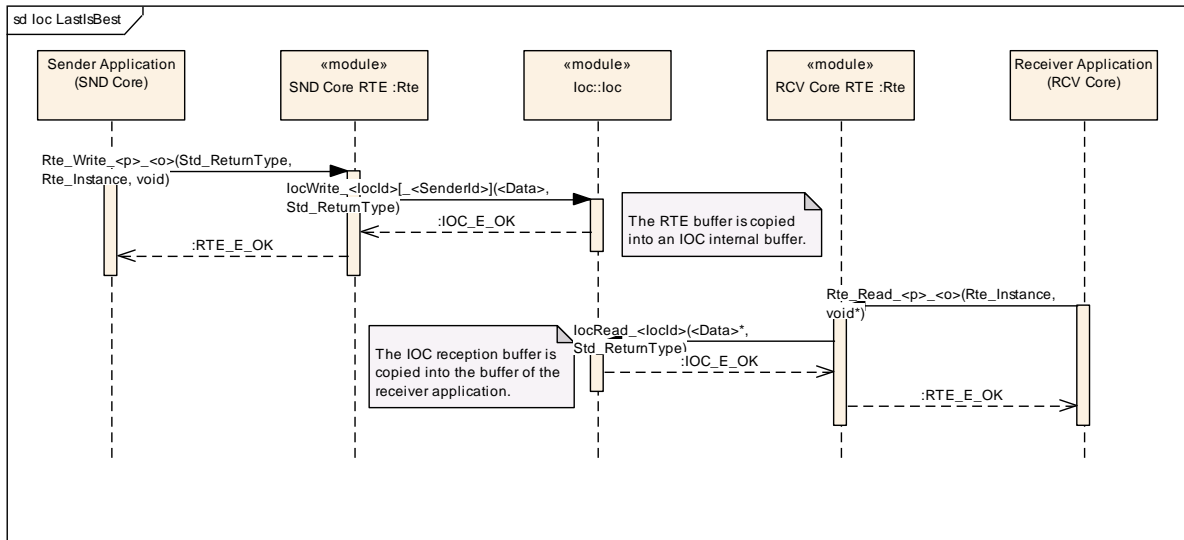 sd Ioc LastIsBest
Sender Application
(SND Core)
«module»
SND Core RTE :Rte
«module»
Ioc::Ioc
«module»
RCV Core RTE :Rte
Receiver Application
(RCV Core)
Rte_Write_<p>_<o>(Std_ReturnType,
Rte_Instance, void)
IocWrite_<IocId>[_<SenderId>](<Data>,
Std_ReturnType)
The RTE buffer is copied
into an IOC internal buffer.
:IOC_E_OK
:RTE_E_OK
Rte_Read_<p>_<o>(Rte_Instance,
void*)
IocRead_<IocId>(<Data>*,
Std_ReturnType)
The IOC reception buffer is
copied into the buffer of the
receiver application.
:IOC_E_OK
:RTE_E_OK